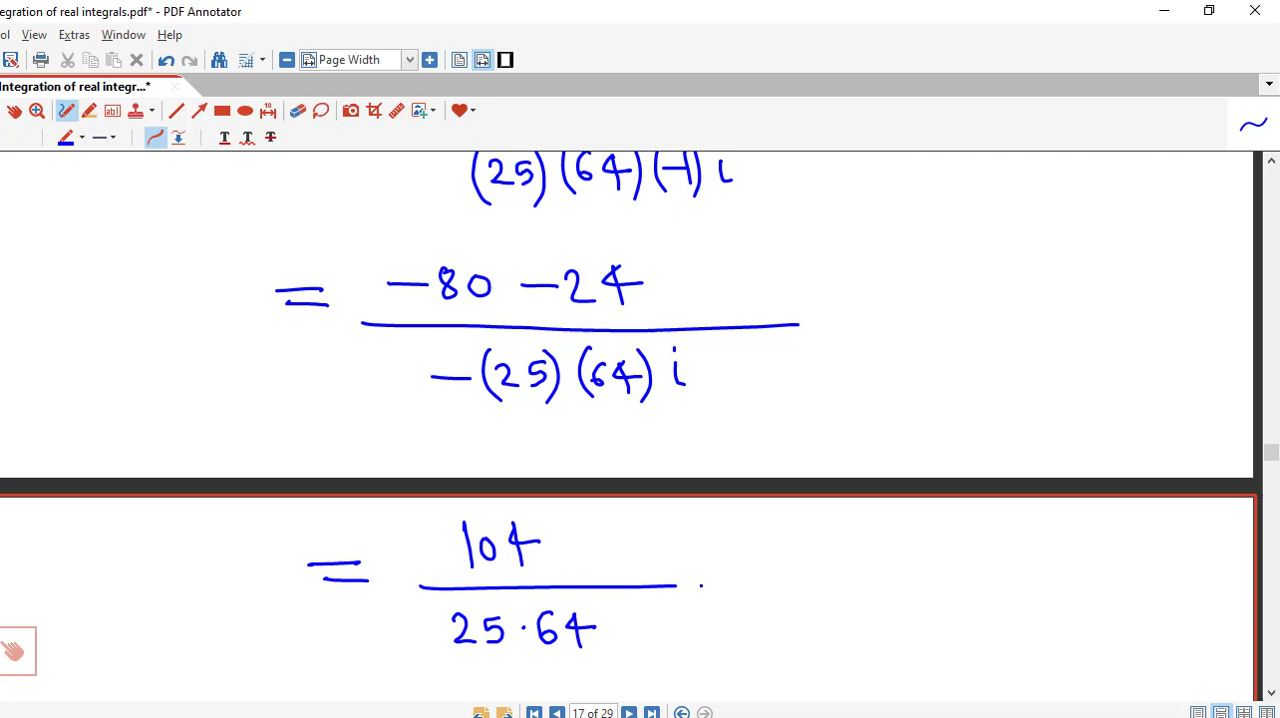 egration of real integrals.pdf* - PDF Annotator
ol View Extras Window Help
Page Width
Integration of real integr...*
(25)(64)(-1) i
= -80 -24
-(25)(64) i
= 104
25·64
17 of 29